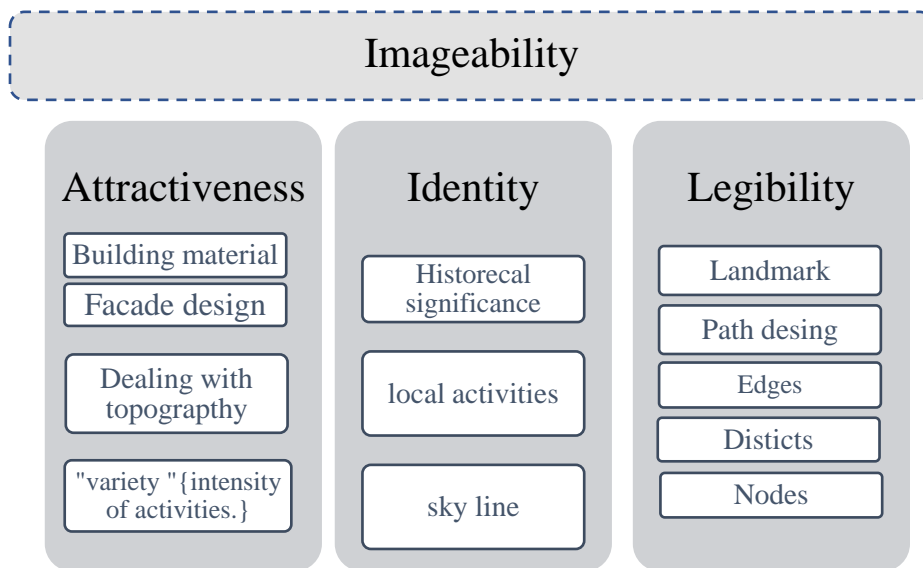 Imageability
Attractiveness
Building material
Facade design
Dealing with
topograpthy
"variety "{intensity
of activities.}
Identity
Historecal
significance
local activities
sky line
Legibility
Landmark
Path desing
Edges
Disticts
Nodes